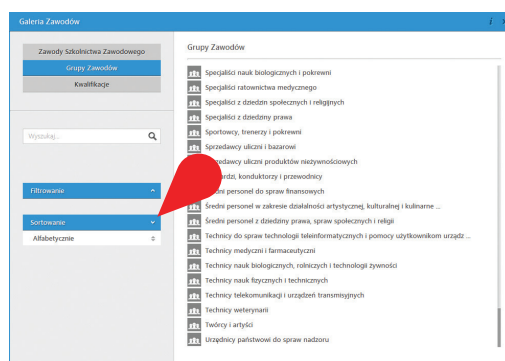 Galeria Zawodów
i x
Zawody Szkolnictwa Zawodowego
Grupy Zawodów
Kwalifikacje
Wyszukaj...
Filtrowanie
Sortowanie
Alfabetycznie
Grupy Zawodów
Specjaliści nauk biologicznych i pokrewni
Specjaliści ratownictwa medycznego
Specjaliści z dziedzin społecznych i religijnych
Specjaliści z dziedziny prawa
Sportowcy, trenerzy i pokrewni
Sprzedawcy uliczni i bazarowi
Sprzedawcy uliczni produktów nieżywnościowych
konduktorzy i przewodnicy
personel do spraw finansowych
Średni personel w zakresie działalności artystycznej, kulturalnej i kulinarne ...
Średni personel z dziedziny prawa, spraw społecznych i religii
Technicy do spraw technologii teleinformatycznych i pomocy użytkownikom urządz ...
Technicy medyczni i farmaceutyczni
Technicy nauk biologicznych, rolniczych i technologii żywności
Technicy nauk fizycznych i technicznych
Technicy telekomunikacji i urządzeń transmisyjnych
Technicy weterynarii
Twórcy i artyści
Urzędnicy państwowi do spraw nadzoru